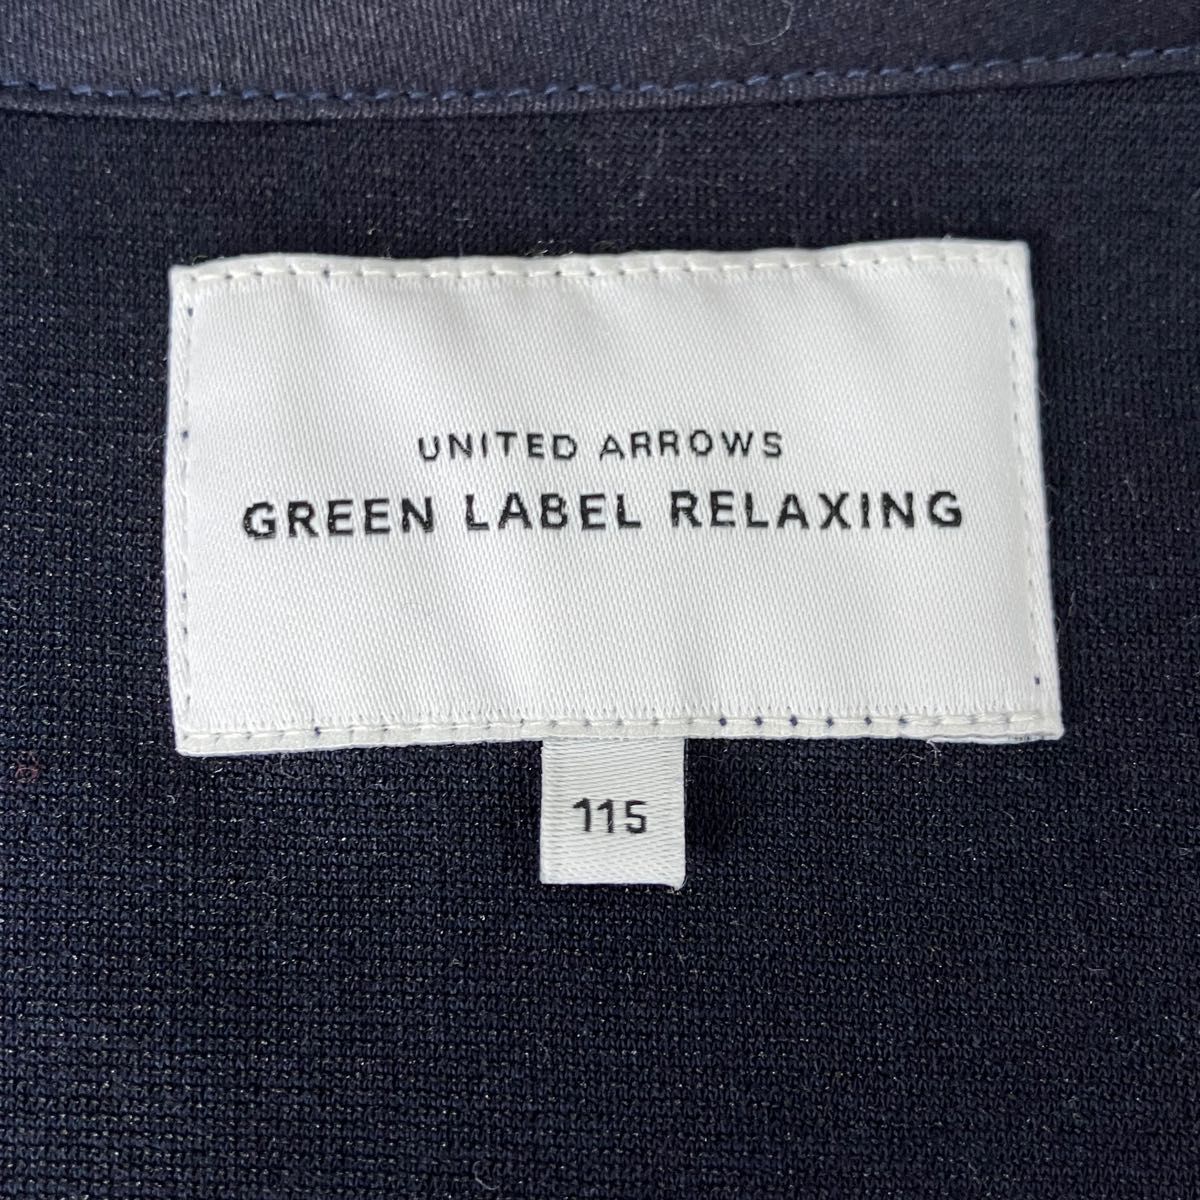 UNITED ARROWS
GREEN LABEL RELAXING
115